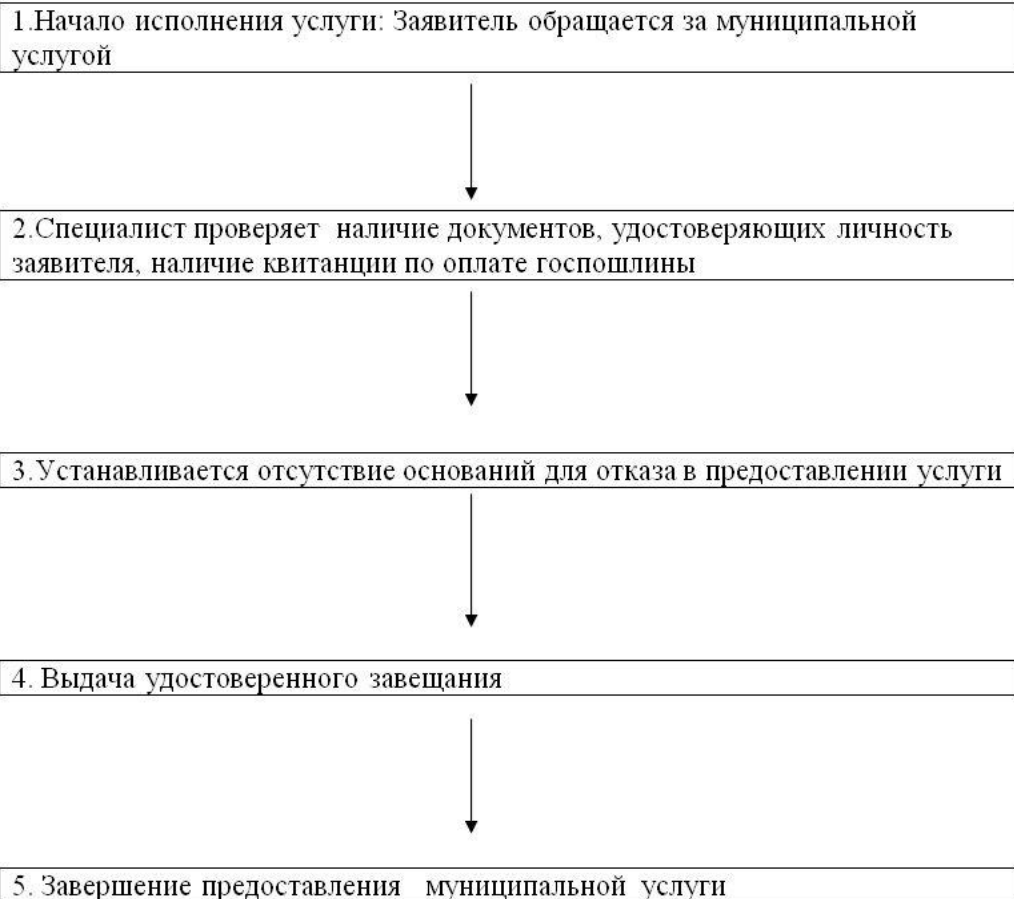 1.Начало исполнения услуги: Заявитель обращается за муниципальной
услугой
2.Специалист проверяет наличие документов, удостоверяющих личность
заявителя, наличие квитанции по оплате госпошлины
3.Устанавливается отсутствие оснований для отказа в предоставлении услуги
4. Выдача удостоверенного завещания
5. Завершение предоставления муниципальной услуги